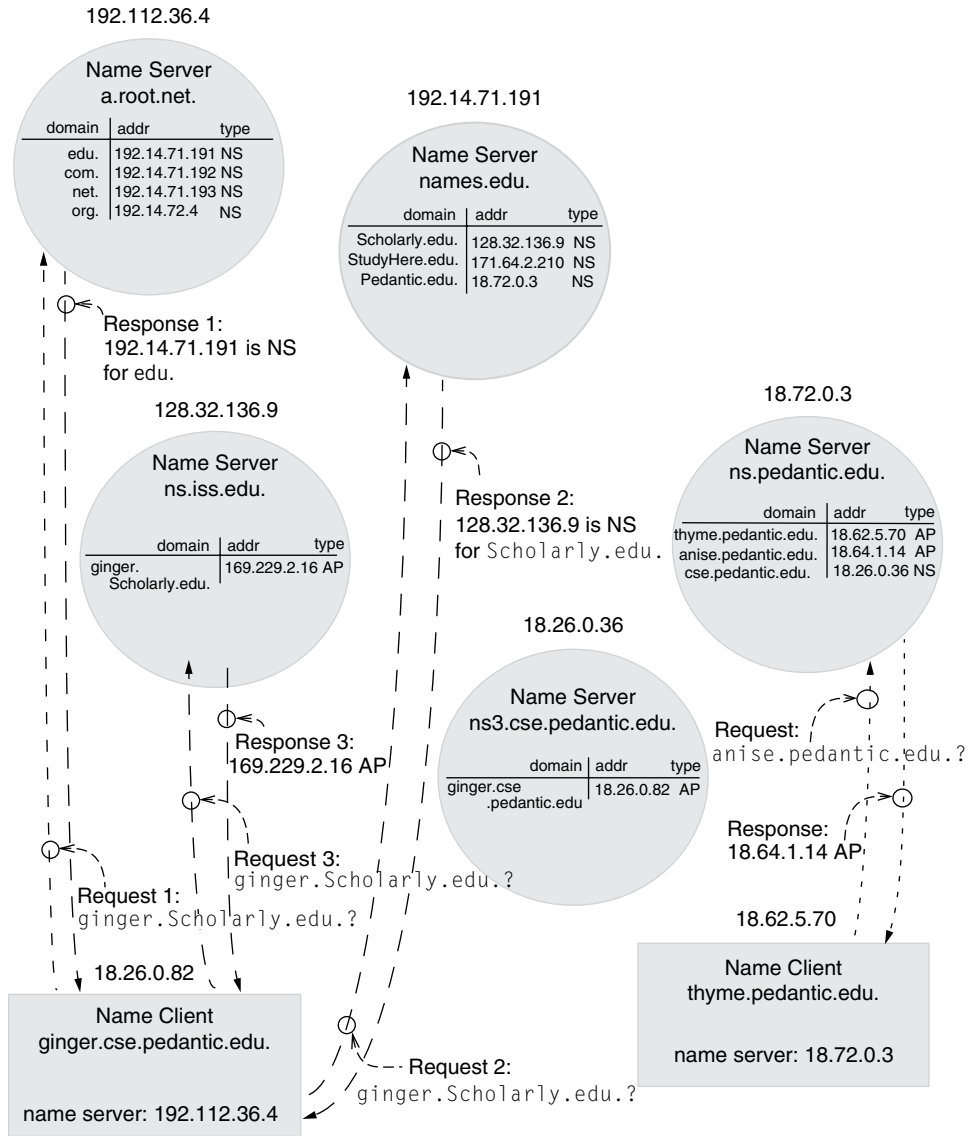 192.112.36.4
Name Server
a.root.net.
domain addr type
edu. 192.14.71.191 NS
com. 192.14.71.192 NS
net. 192.14.71.193 NS
org. 192.14.72.4 NS
Response 1:
192.14.71.191 is NS
for edu.
192.14.71.191
Name Server
names.edu.
domain addr type
Scholarly.edu. 128.32.136.9 NS
StudyHere.edu. 171.64.2.210 NS
Pedantic.edu. 18.72.0.3 NS
Response 2:
128.32.136.9 is NS
for Scholarly.edu.
128.32.136.9
Name Server
ns.iss.edu.
domain addr type
ginger. 169.229.2.16 AP
Scholarly.edu.
Response 3:
169.229.2.16 AP
Request 3:
ginger.Scholarly.edu.?
Request 1:
ginger.Scholarly.edu.?
18.72.0.3
Name Server
ns.pedantic.edu.
domain addr type
thyme.pedantic.edu. 18.62.5.70 AP
anise.pedantic.edu. 18.64.1.14 AP
cse.pedantic.edu. 18.26.0.36 NS
18.26.0.36
Name Server
ns3.cse.pedantic.edu.
domain addr type
ginger.cse 18.26.0.82 AP
.pedantic.edu
Request:
anise.pedantic.edu.?
Response:
18.64.1.14 AP
18.26.0.82
Name Client
ginger.cse.pedantic.edu.
name server: 192.112.36.4
Request 2:
ginger.Scholarly.edu.?
18.62.5.70
Name Client
thyme.pedantic.edu.
name server: 18.72.0.3